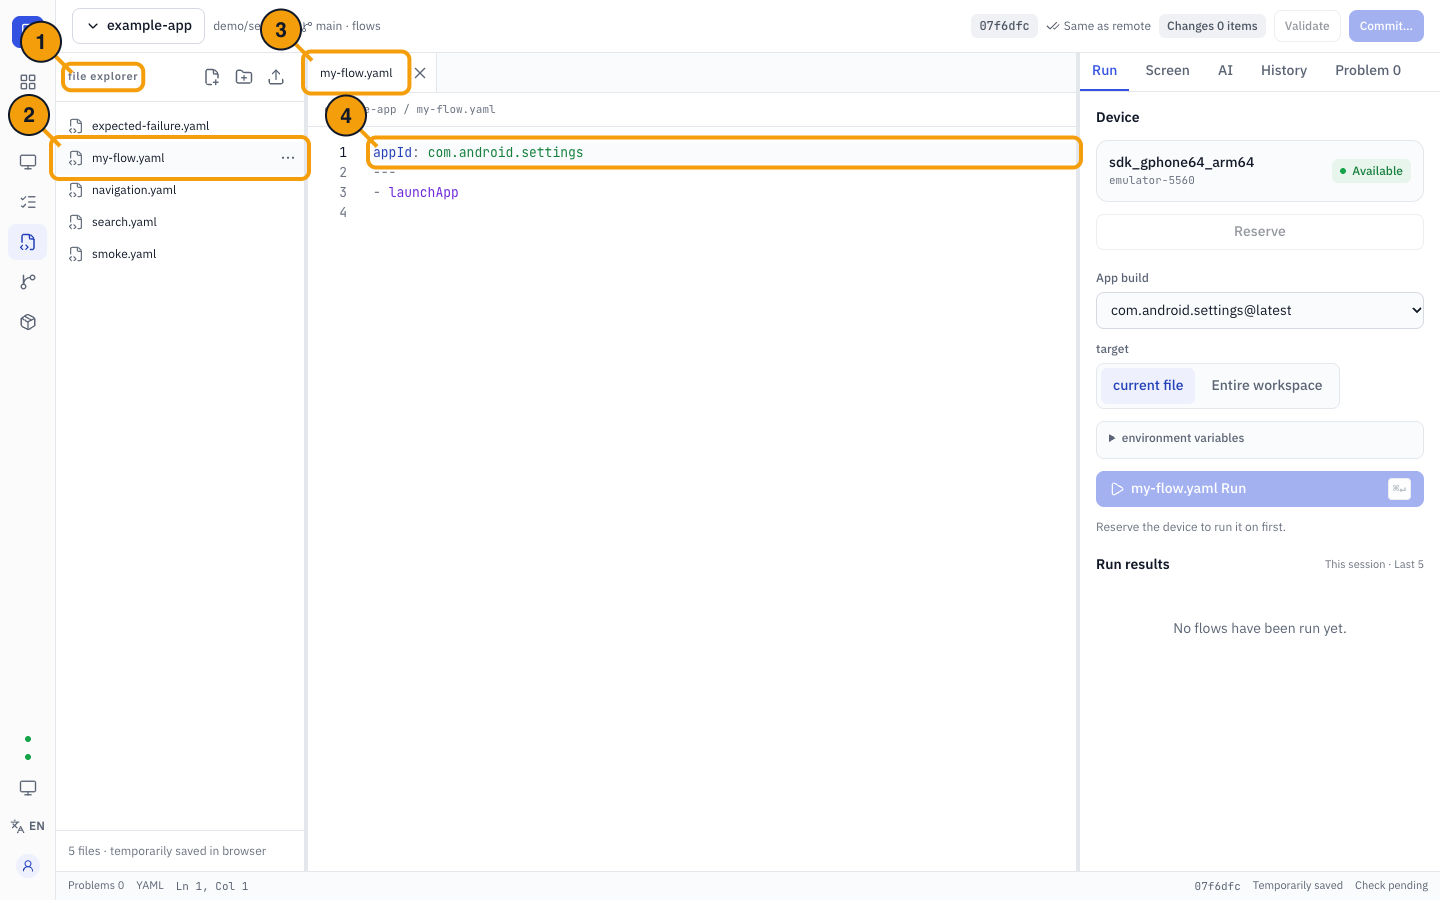 example-app
demo/se
main · flows
07f6dfc
Same as remote
Changes 0 items
Validate
Commit...
1
2
3
4
file explorer
expected-failure.yaml
my-flow.yaml
navigation.yaml
search.yaml
smoke.yaml
5 files · temporarily saved in browser
EN
my-flow.yaml
e-app / my-flow.yaml
1 appId: com.android.settings
2 ---
3 - launchApp
4
Run Screen AI History Problem 0
Device
sdk_gphone64_arm64
emulator-5560
Available
Reserve
App build
com.android.settings@latest
target
current file Entire workspace
environment variables
my-flow.yaml Run ⌘↵
Reserve the device to run it on first.
Run results
This session · Last 5
No flows have been run yet.
Problems 0 YAML Ln 1, Col 1
07f6dfc Temporarily saved Check pending